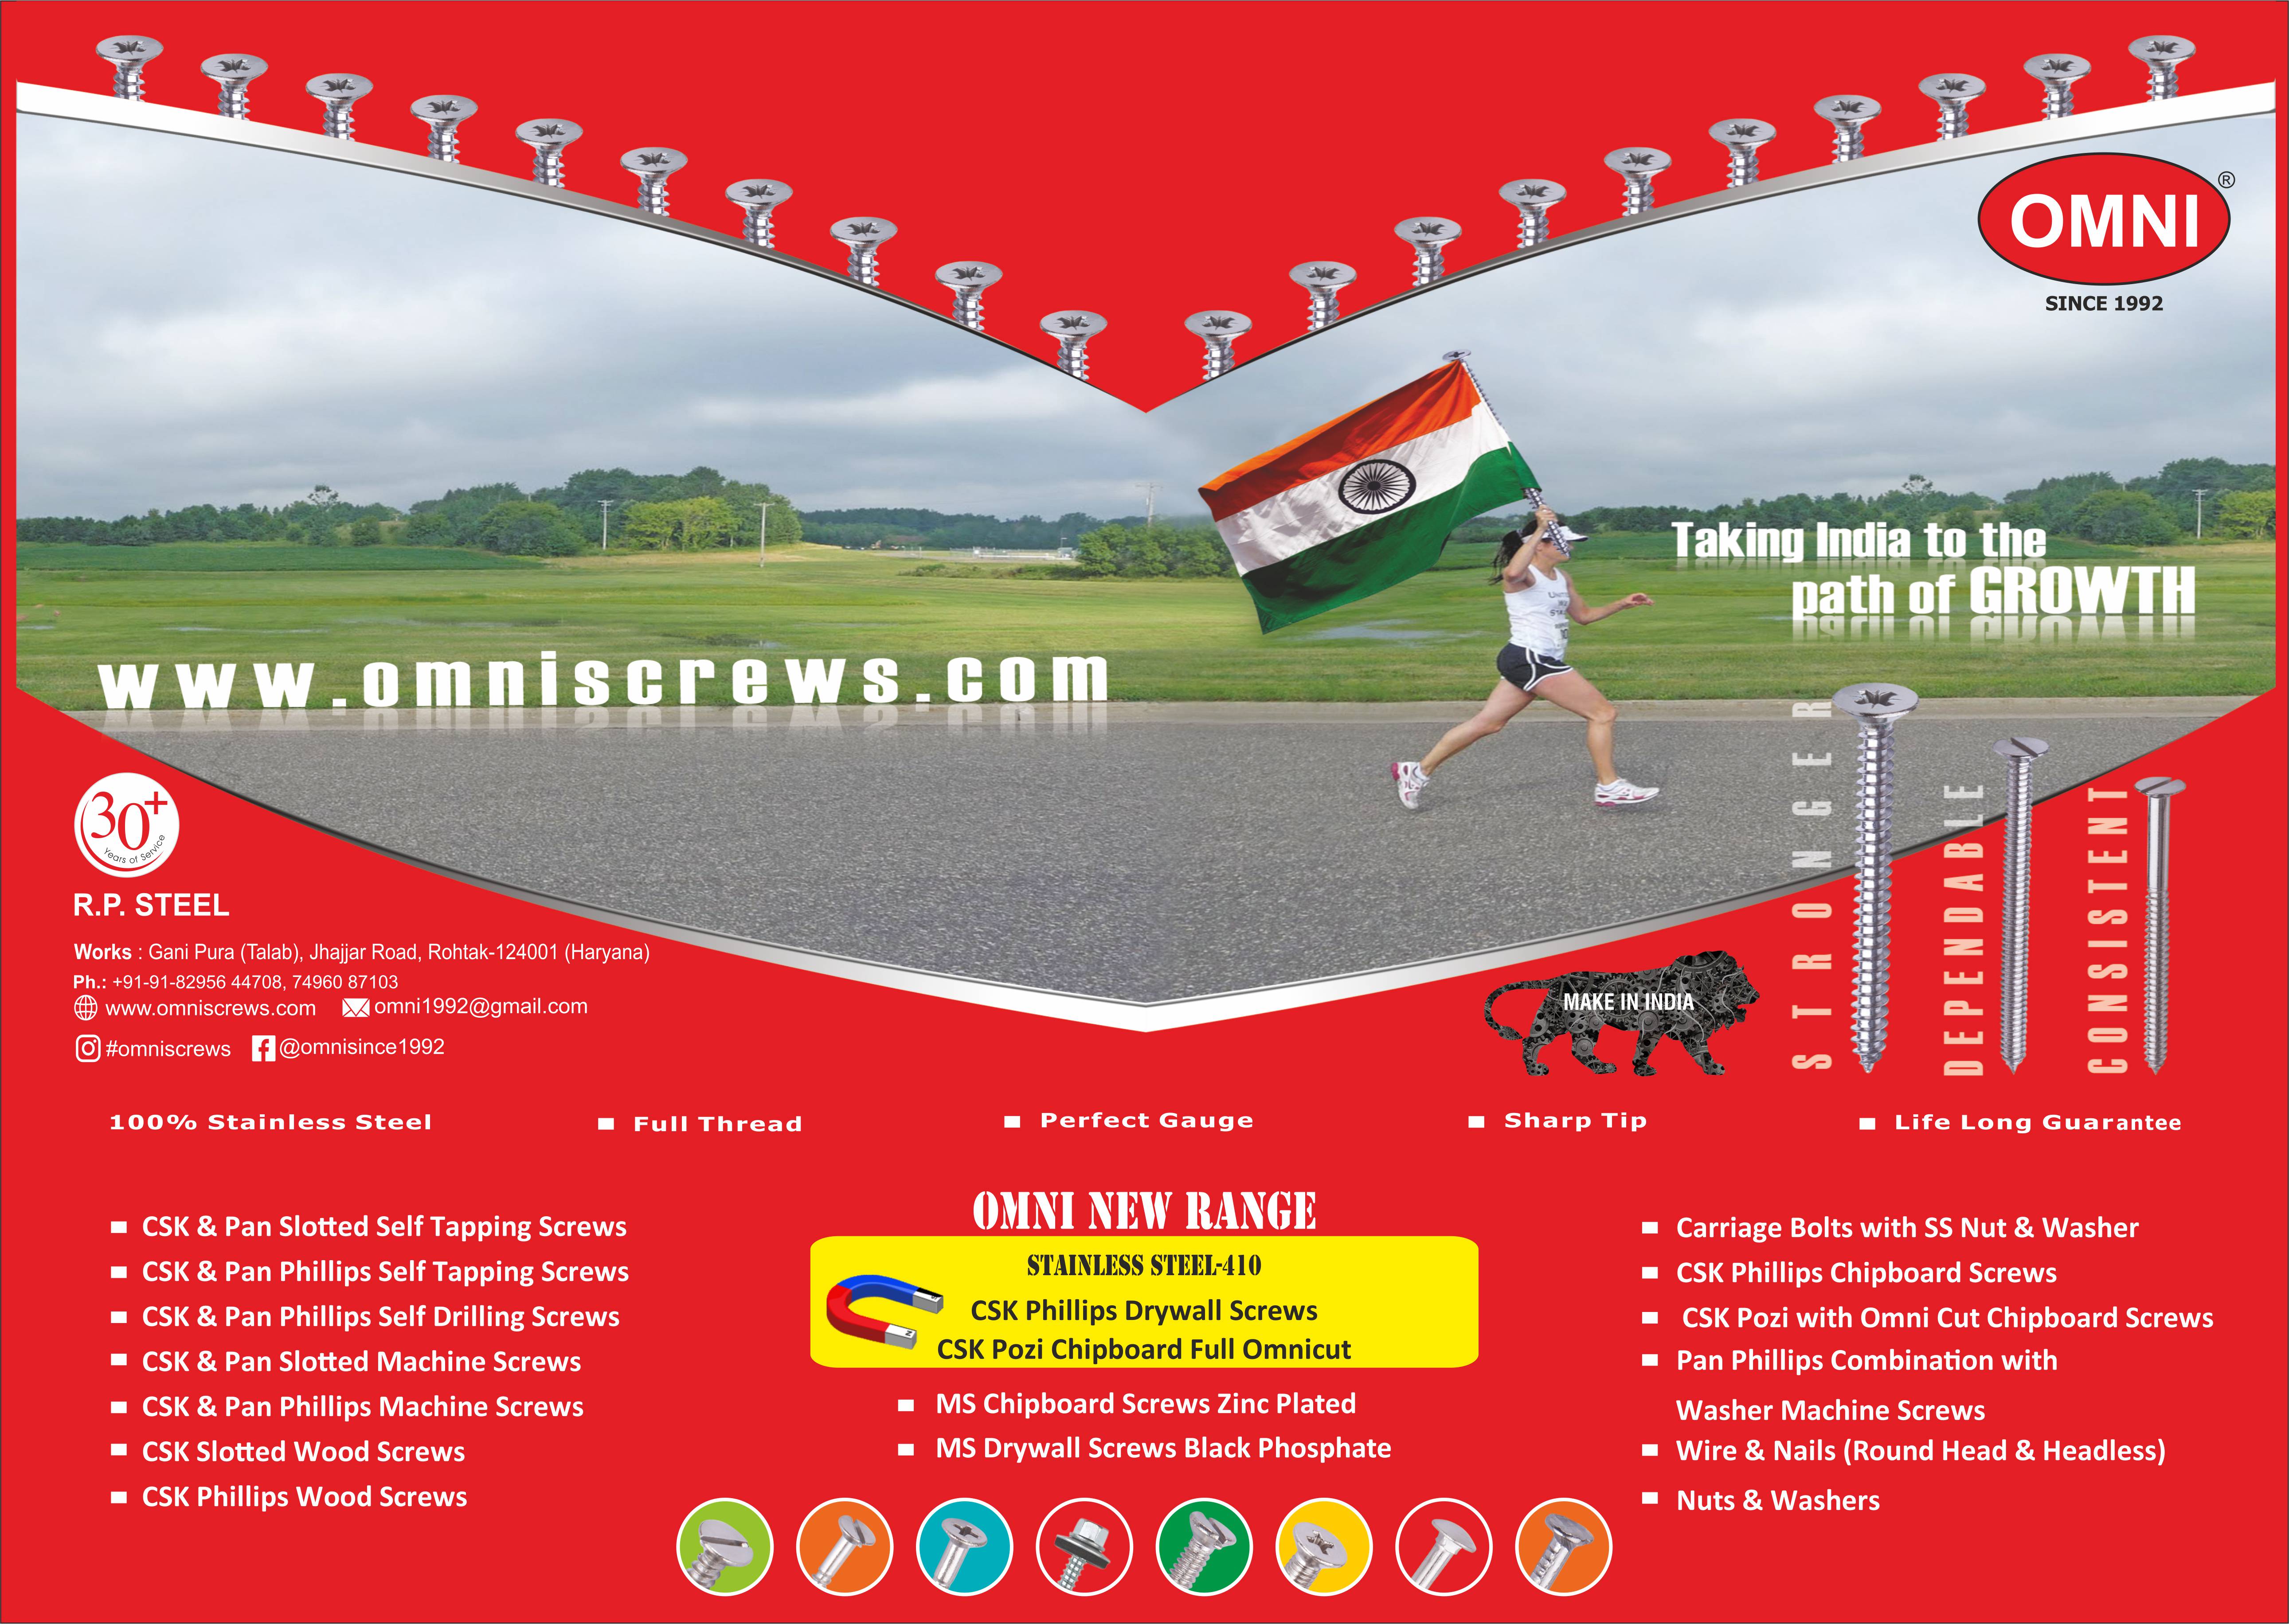 OMNI
®
SINCE 1992
Taking India to the
path of GROWTH
www.omniscrews.com
STRONGER
DEPENDABLE
CONSISTENT
30+
Years of Service
R.P. STEEL
Works : Gani Pura (Talab), Jhajjar Road, Rohtak-124001 (Haryana)
Ph.: +91-91-82956 44708, 74960 87103
www.omniscrews.com omni1992@gmail.com
#omniscrews @omnisince1992
MAKE IN INDIA
100% Stainless Steel Full Thread Perfect Gauge Sharp Tip Life Long Guarantee
CSK & Pan Slotted Self Tapping Screws
CSK & Pan Phillips Self Tapping Screws
CSK & Pan Phillips Self Drilling Screws
CSK & Pan Slotted Machine Screws
CSK & Pan Phillips Machine Screws
CSK Slotted Wood Screws
CSK Phillips Wood Screws
OMNI NEW RANGE
STAINLESS STEEL-410
CSK Phillips Drywall Screws
CSK Pozi Chipboard Full Omnicut
MS Chipboard Screws Zinc Plated
MS Drywall Screws Black Phosphate
Carriage Bolts with SS Nut & Washer
CSK Phillips Chipboard Screws
CSK Pozi with Omni Cut Chipboard Screws
Pan Phillips Combination with
Washer Machine Screws
Wire & Nails (Round Head & Headless)
Nuts & Washers